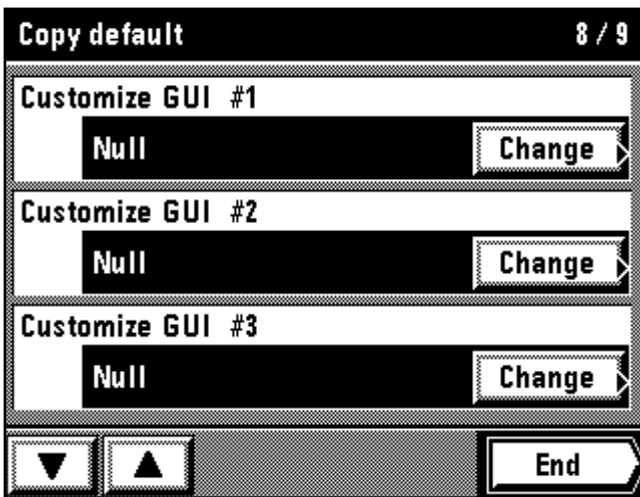 Copy default 8 / 9
Customize GUI #1
Null Change
Customize GUI #2
Null Change
Customize GUI #3
Null Change
End